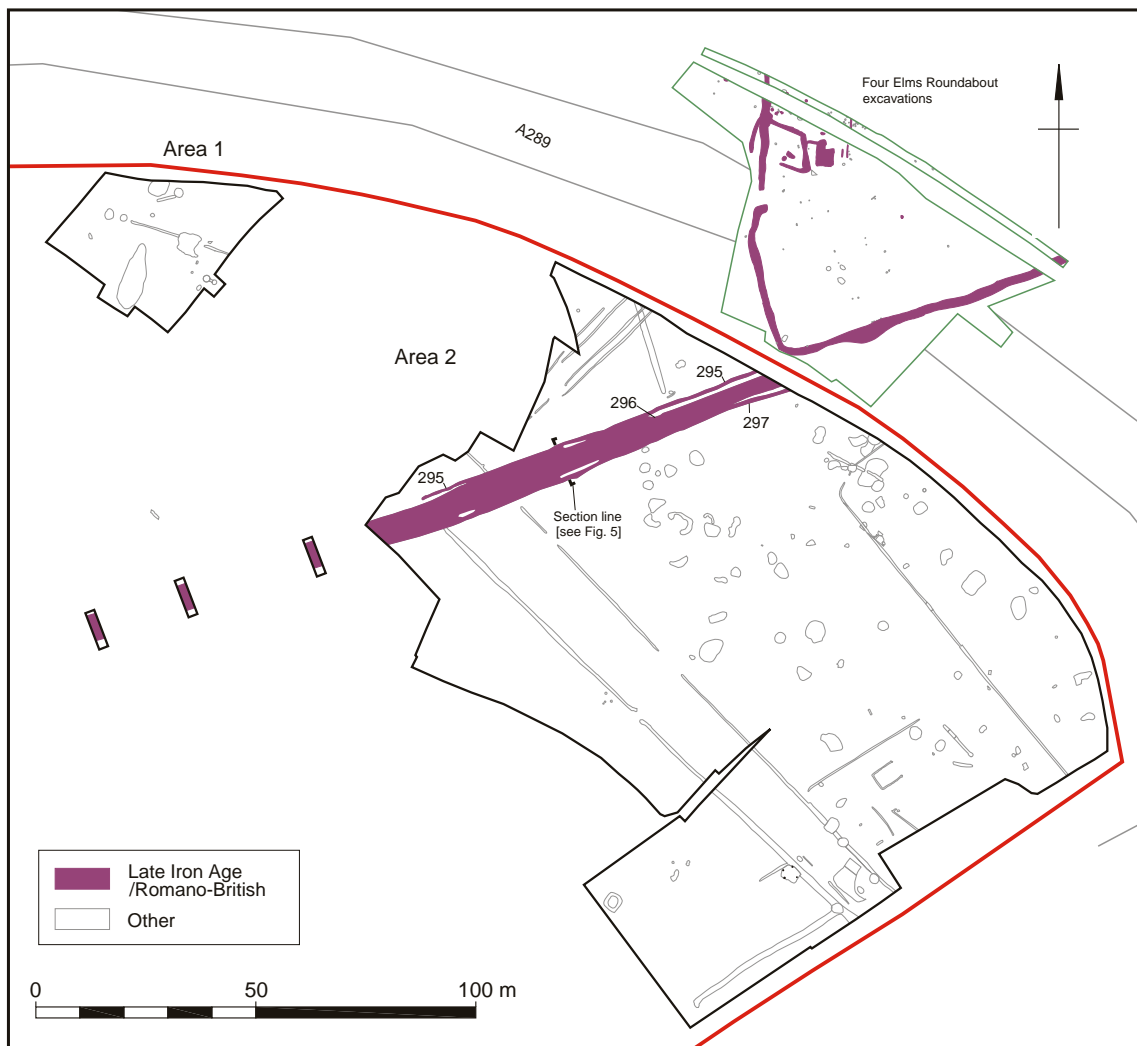 Four Elms Roundabout
excavations
A289
Area 1
Area 2
295
296
297
295
Section line
[see Fig. 5]
Late Iron Age
/Romano-British
Other
0 50 100 m